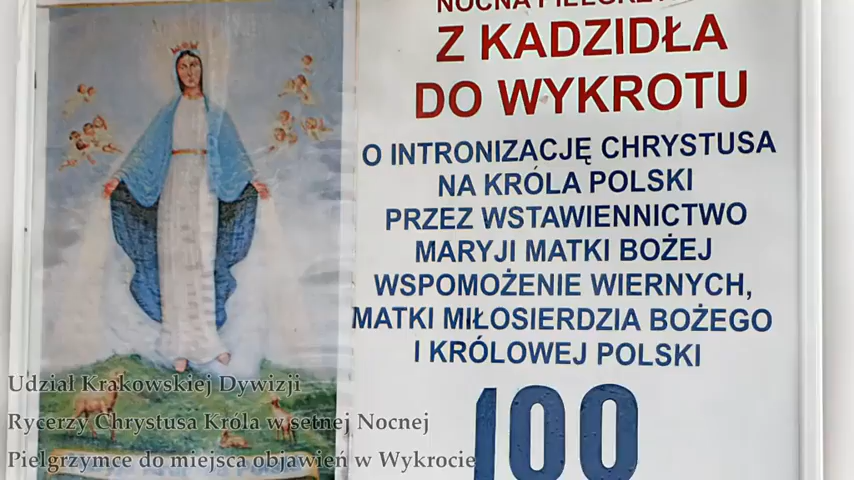 NOCNA
Z KADZIDŁA
DO WYKROTU
O INTRONIZACJĘ CHRYSTUSA
NA KRÓLA POLSKI
PRZEZ WSTAWIENNICTWO
MARYJI MATKI BOŻEJ
WSPOMOŻENIE WIERNYCH,
MATKI MIŁOSIERDZIA BOŻEGO
I KRÓLOWEJ POLSKI
100
Udział Krakowskiej Dywizji
Rycerzy Chrystusa Króla w setnej Nocnej
Pielgrzymce do miejsca objawień w Wykrocie